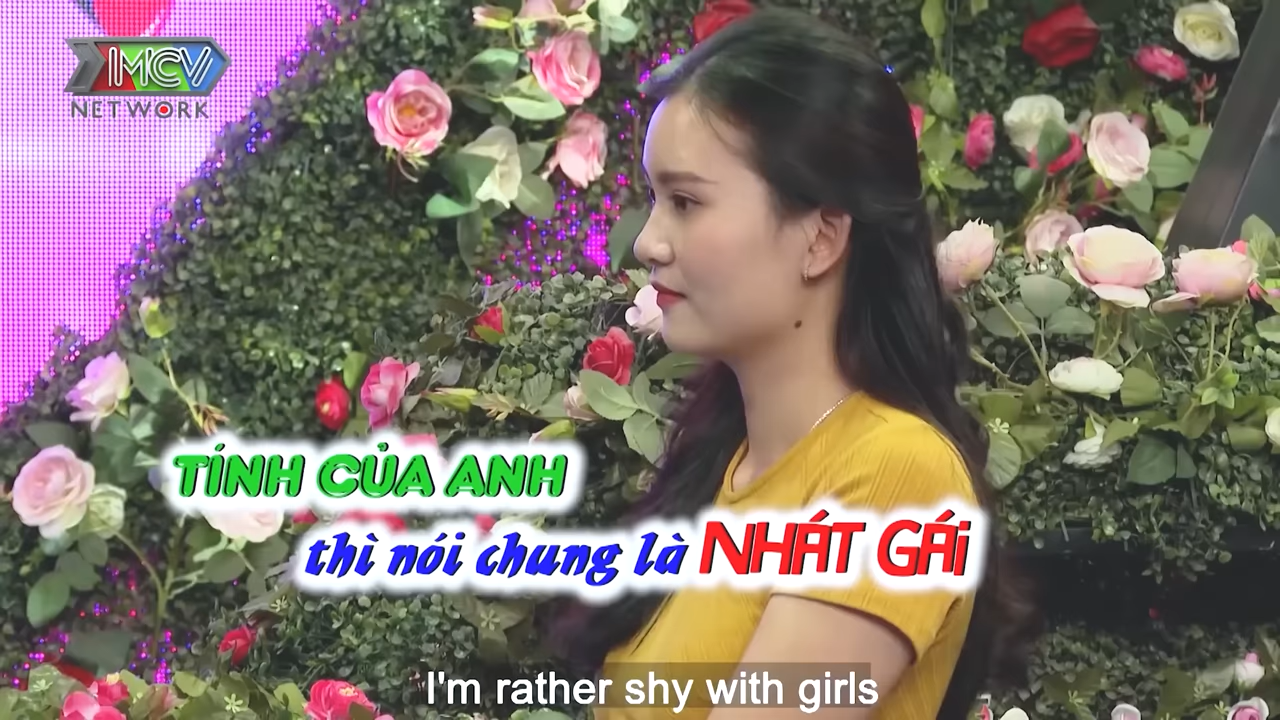 MCV
NETWORK
TÍNH CỦA ANH
thì nói chung là NHÁT GÁi
I'm rather shy with girls